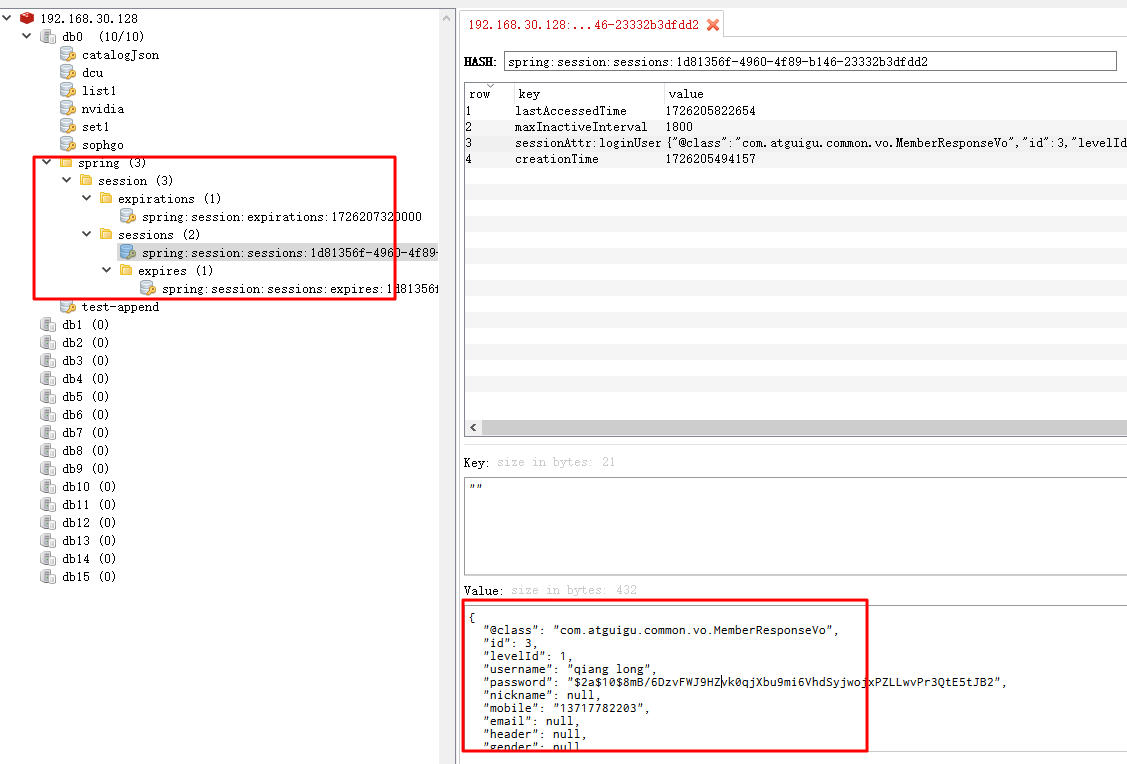 192.168.30.128
db0 (10/10)
catalogJson
dcu
list1
nvidia
set1
sophgo
spring (3)
session (3)
expirations (1)
spring:session:expirations:1726207320000
sessions (2)
spring:session:sessions:1d81356f-4960-4f89-
expires (1)
spring:session:sessions:expires:1d81356f
test-append
db1 (0)
db2 (0)
db3 (0)
db4 (0)
db5 (0)
db6 (0)
db7 (0)
db8 (0)
db9 (0)
db10 (0)
db11 (0)
db12 (0)
db13 (0)
db14 (0)
db15 (0)
192.168.30.128:...46-23332b3dfdd2
HASH: spring:session:sessions:1d81356f-4960-4f89-b146-23332b3dfdd2
row key value
1 lastAccessedTime 1726205822654
2 maxInactiveInterval 1800
3 sessionAttr:loginUser {"@class":"com.atguigu.common.vo.MemberResponseVo","id":3,"levelId
4 creationTime 1726205494157
Key: size in bytes: 21
""
Value: size in bytes: 432
{
"@class": "com.atguigu.common.vo.MemberResponseVo",
"id": 3,
"levelId": 1,
"username": "qiang long",
"password": "$2a$10$8mB/6DzvFWJ9HZvk0qjXbu9mi6VhdSyjwojxPZLLwvPr3QtE5tJB2",
"nickname": null,
"mobile": "13717782203",
"email": null,
"header": null,
"gender": null